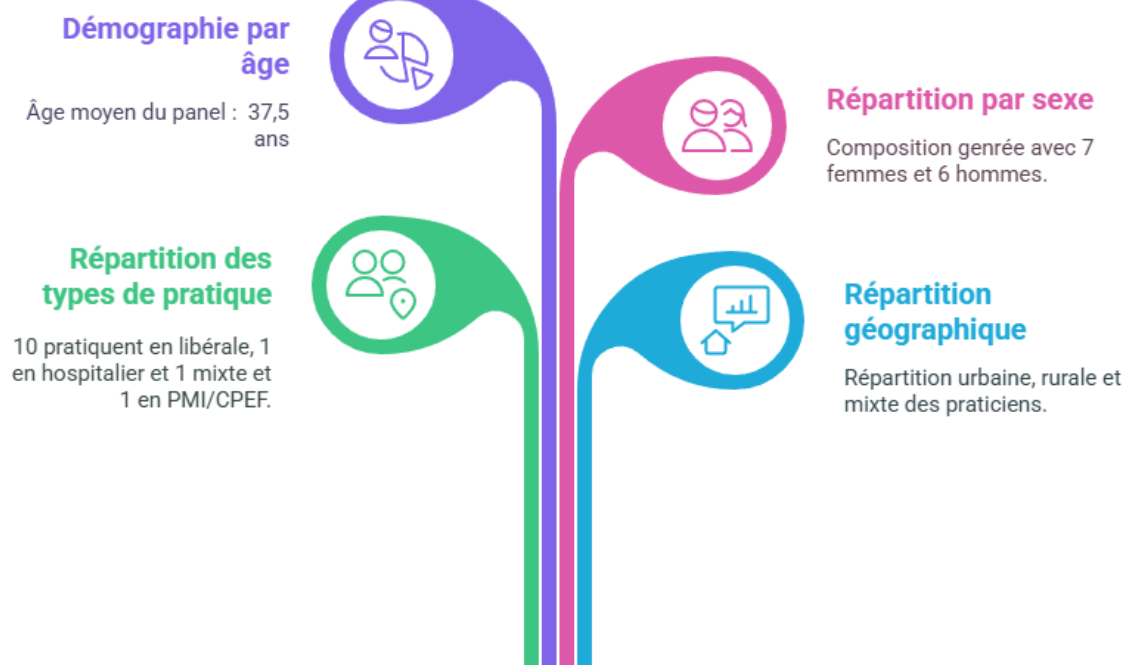 Démographie par
âge
Âge moyen du panel :  37,5
ans
Répartition par sexe
Composition genrée avec 7
femmes et 6 hommes.
Répartition des
types de pratique
10 pratiquent en libérale, 1
en hospitalier et 1 mixte et
1 en PMI/CPEF.
Répartition
géographique
Répartition urbaine, rurale et
mixte des praticiens.